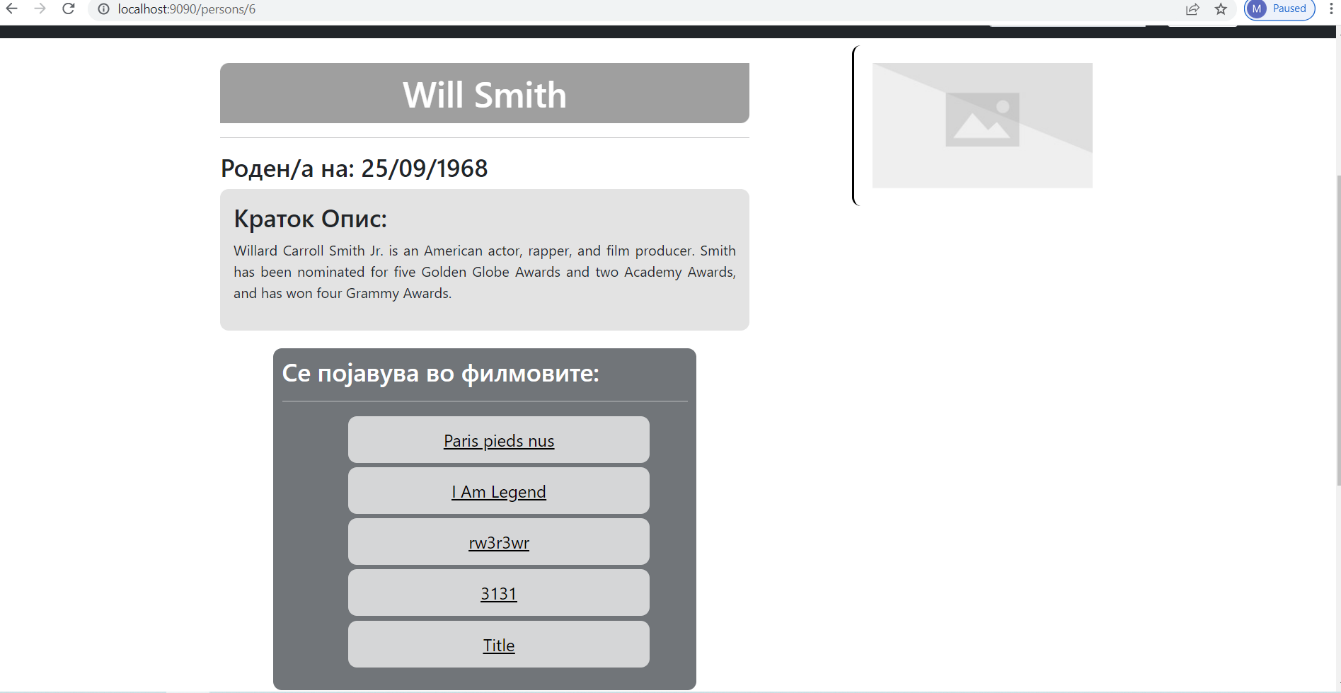 localhost:9090/persons/6
M
Paused
Will Smith
Роден/а на: 25/09/1968
Краток Опис:
Willard Carroll Smith Jr. is an American actor, rapper, and film producer. Smith
has been nominated for five Golden Globe Awards and two Academy Awards,
and has won four Grammy Awards.
Се појавува во филмовите:
Paris pieds nus
I Am Legend
rw3r3wr
3131
Title